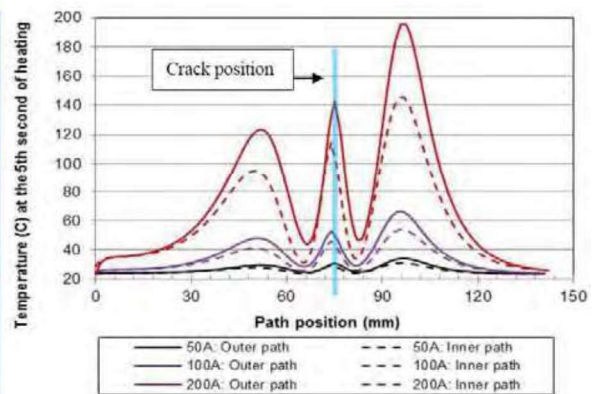 Temperature (C) at the 5th second of heating
200
180
160
140
120
100
80
60
40
20
Crack position
0
30
60
90
120
150
Path position (mm)
50A: Outer path
50A: Inner path
100A: Outer path
100A: Inner path
200A: Outer path
200A: Inner path